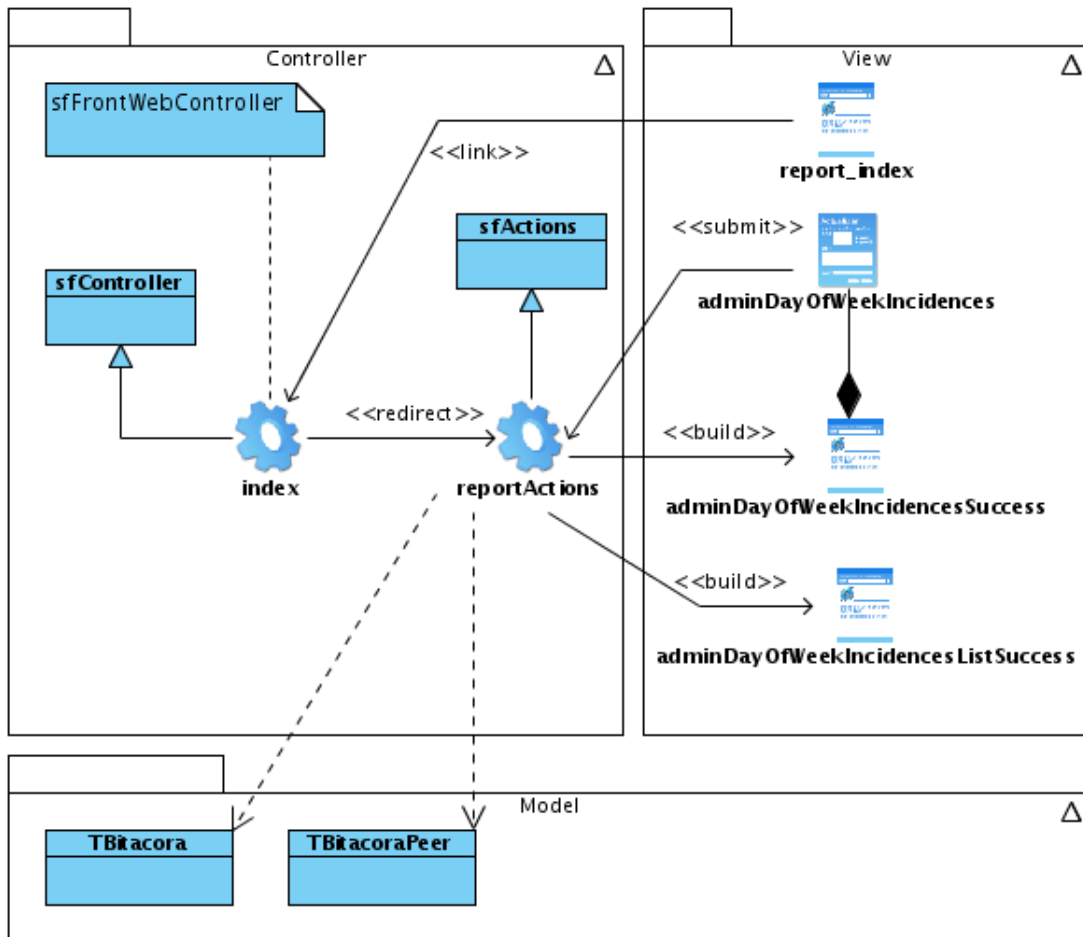 Controller
View
sfFrontWebController
<<link>>
report_index
sfActions
<<submit>>
sfController
adminDayOfWeekIncidences
<<redirect>>
<<build>>
index
reportActions
adminDayOfWeekIncidencesSuccess
<<build>>
adminDayOfWeekIncidencesListSuccess
Model
TBitacora
TBitacoraPeer